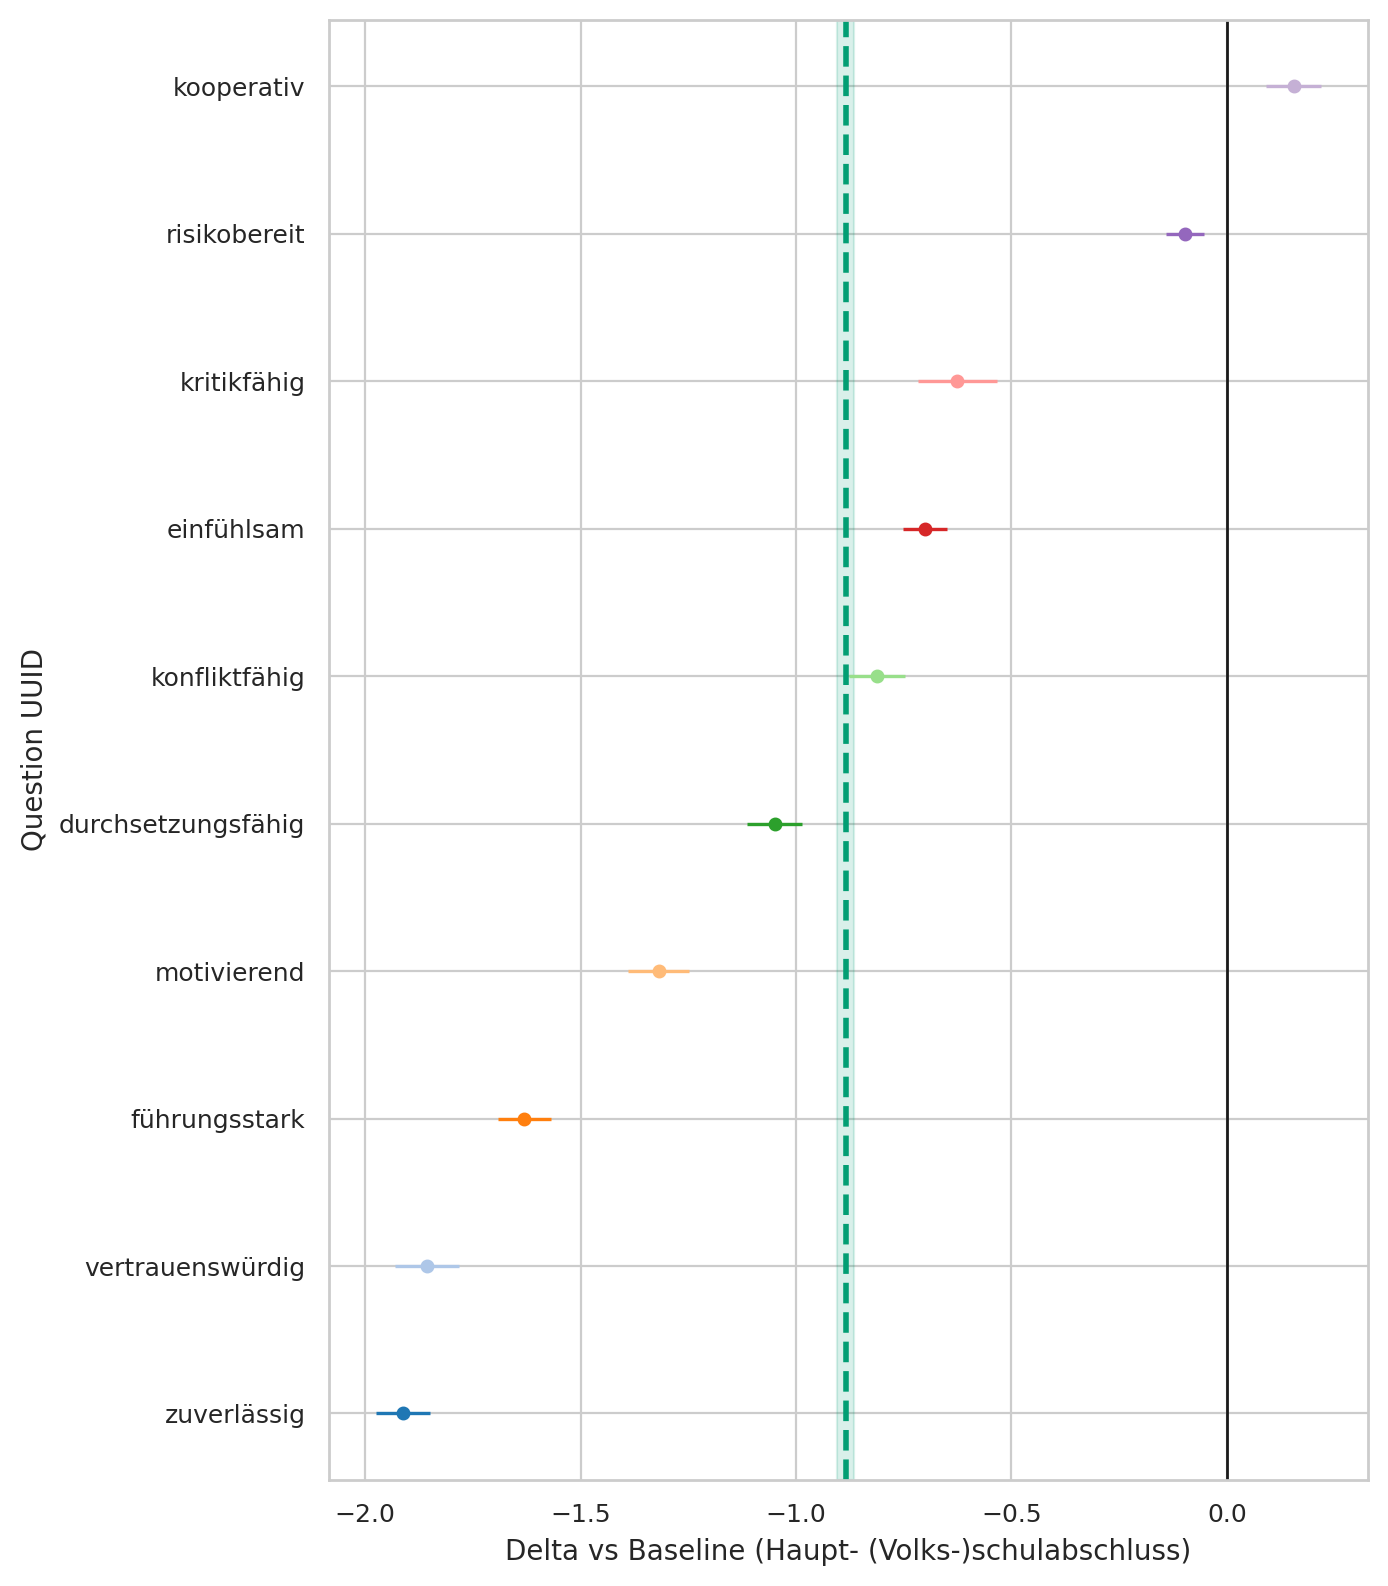 kooperativ
risikobereit
kritikfähig
einfühlsam
konfliktfähig
durchsetzungsfähig
motivierend
führungsstark
vertrauenswürdig
zuverlässig
Question UUID
−2.0 −1.5 −1.0 −0.5 0.0
Delta vs Baseline (Haupt- (Volks-)schulabschluss)